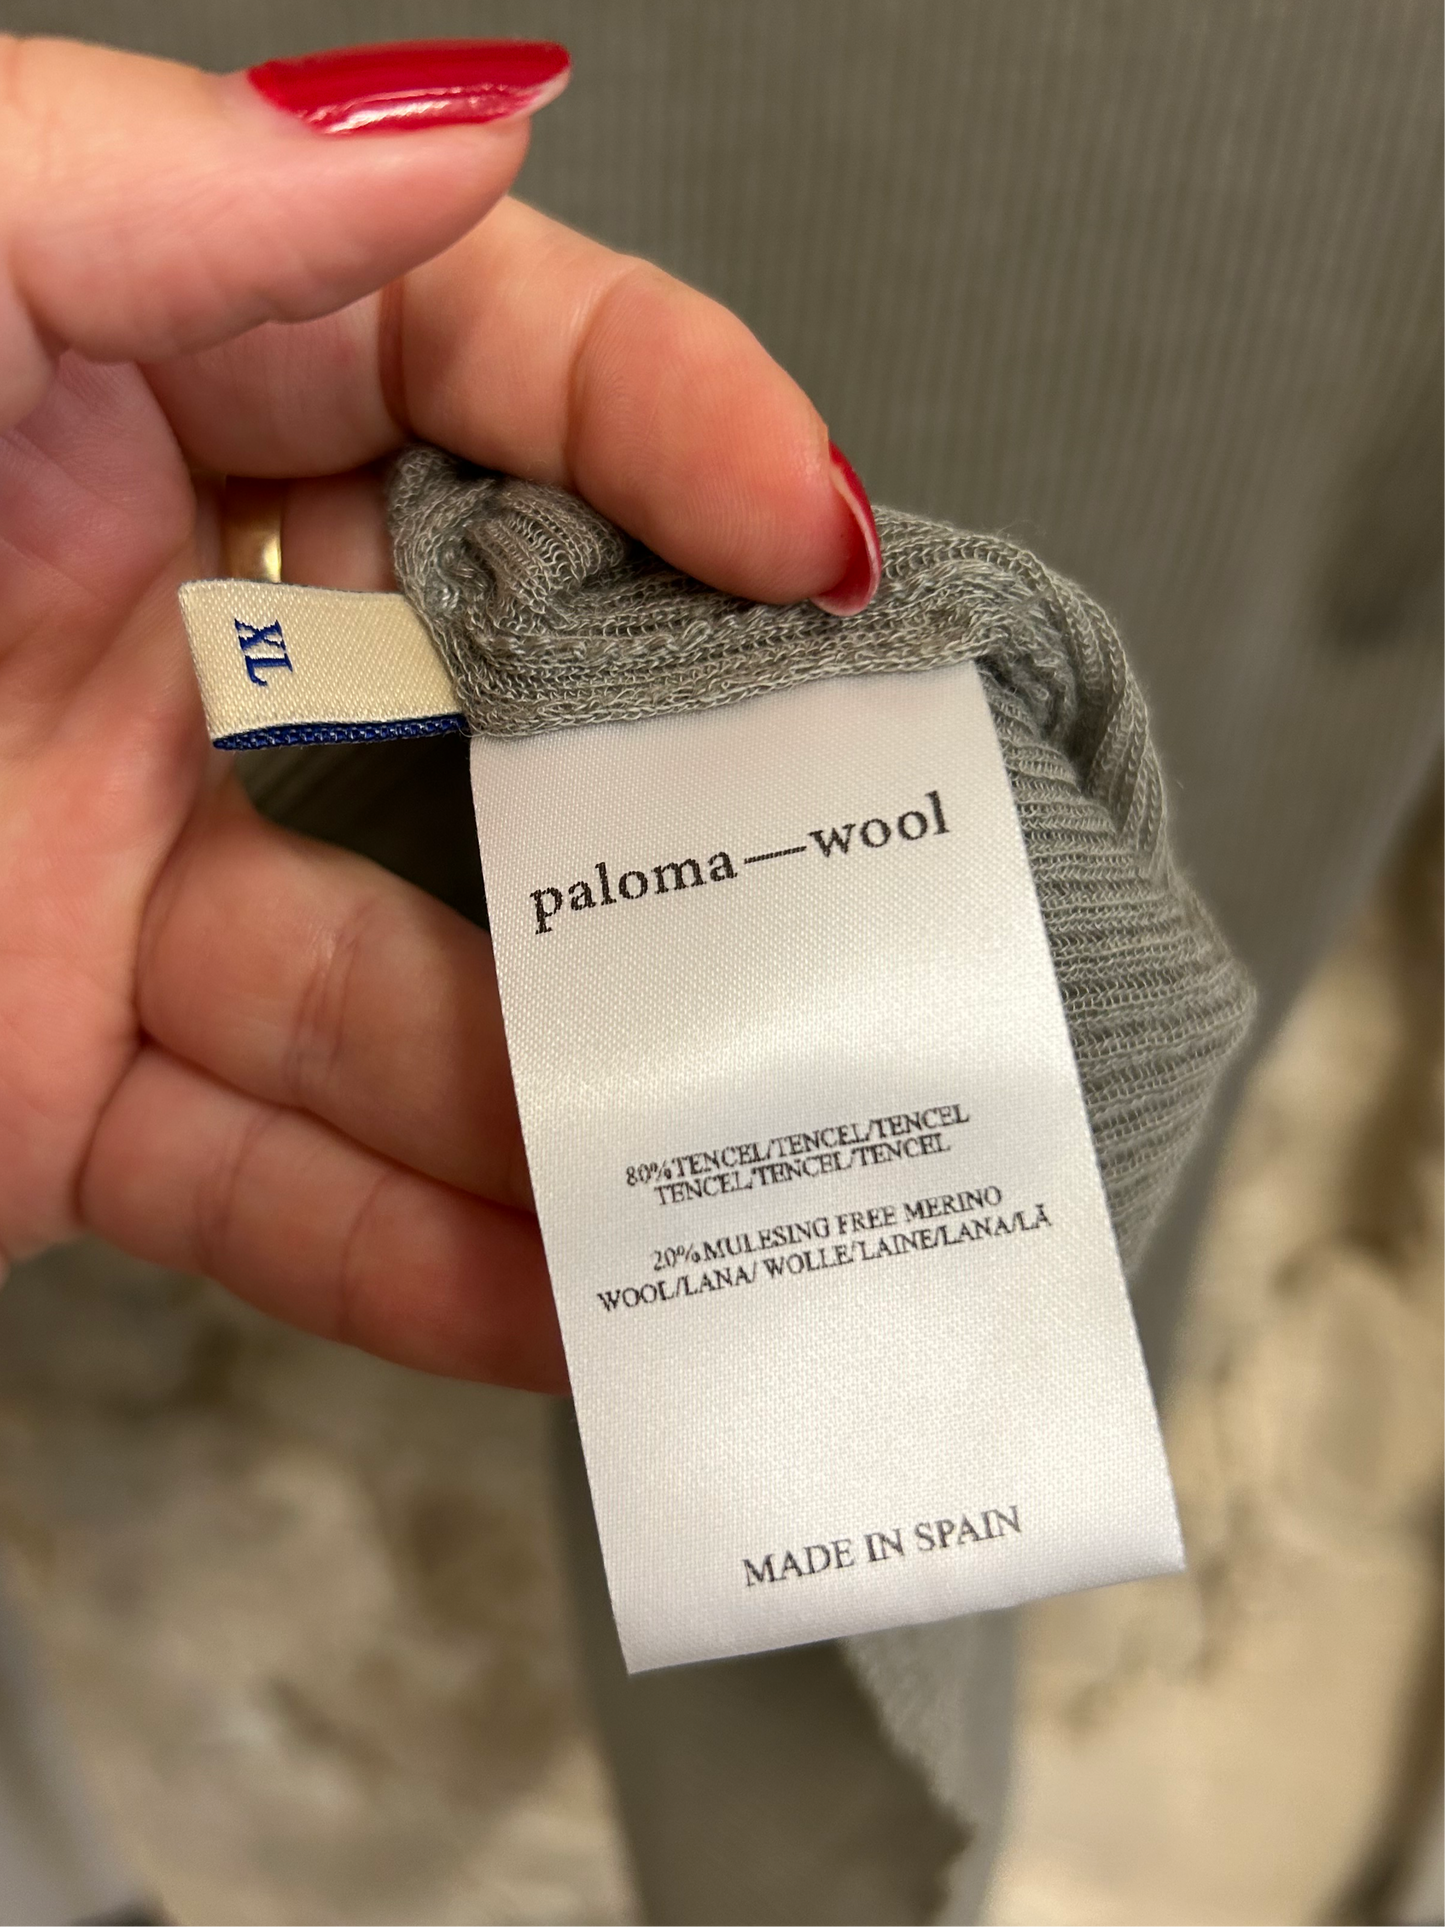 XL
paloma—wool
80%TENCEL/TENCEL/TENCEL
TENCEL/TENCEL/TENCEL
20%MULESING FREE MERINO
WOOL/LANA/ WOLLE/LAINE/LANA/LÃ
MADE IN SPAIN